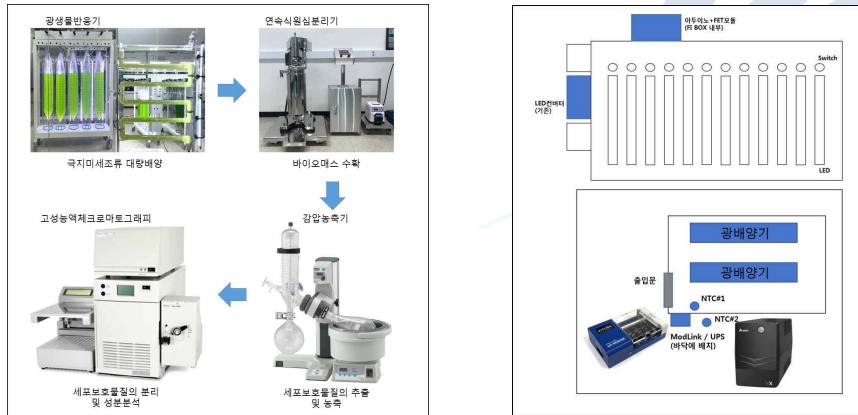 광생물반응기
연속식원심분리기
극지미세조류 대량배양
바이오매스 수확
고성능액체크로마토그래피
감압농축기
세포보호물질의 분리
및 성분분석
세포보호물질의 추출
및 농축
아두이노+FET모듈
(FI BOX 내부)
Switch
LED컨버터
(기존)
LED
광배양기
광배양기
출입문
NTC#1
NTC#2
ModLink / UPS
(바닥에 배치)